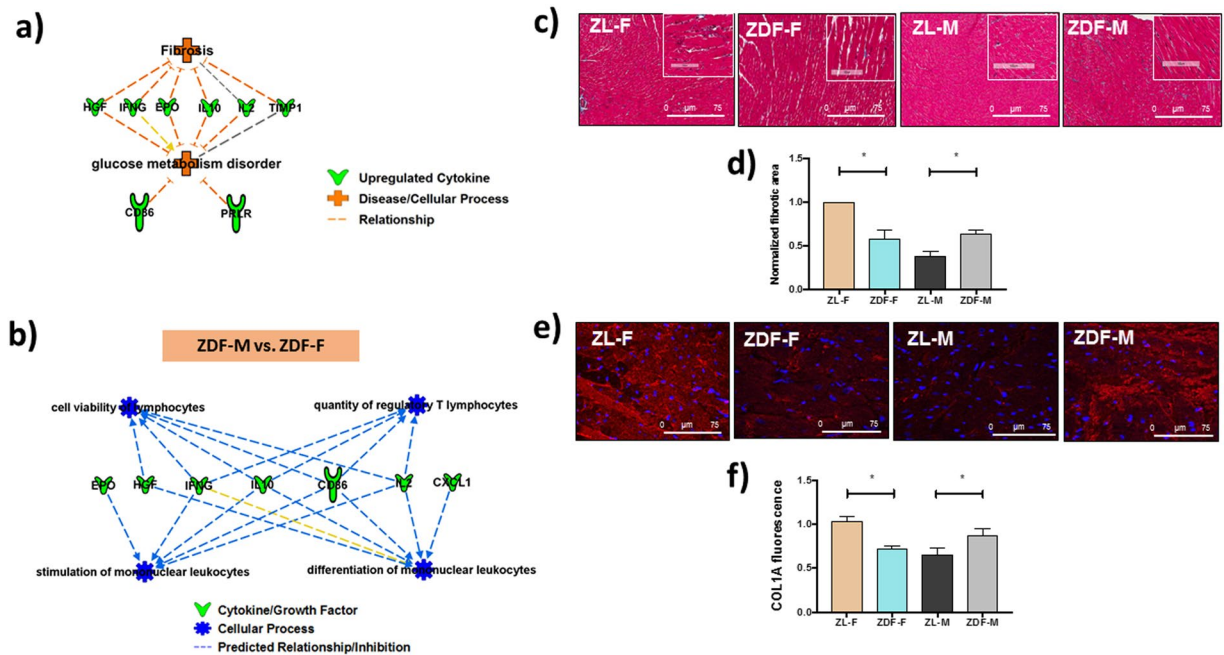 a)
Fibrosis
HGF IFNG EPO IL10 IL2 TIMP1
glucose metabolism disorder
CD86 PRLR
Upregulated Cytokine
Disease/Cellular Process
Relationship
b)
ZDF-M vs. ZDF-F
cell viability of lymphocytes
quantity of regulatory T lymphocytes
EPO HGF IFNG IL10 CD86 IL2 CXCL1
stimulation of mononuclear leukocytes
differentiation of mononuclear leukocytes
Cytokine/Growth Factor
Cellular Process
Predicted Relationship/Inhibition
c)
ZL-F
0 µm 75
ZDF-F
0 µm 75
ZL-M
0 µm 75
ZDF-M
0 µm 75
d)
Normalized fibrotic area
1.5
1.0
0.5
0.0
* *
ZL-F ZDF-F ZL-M ZDF-M
e)
ZL-F
0 µm 75
ZDF-F
0 µm 75
ZL-M
0 µm 75
ZDF-M
0 µm 75
f)
COL1A fluorescence
1.5
1.0
0.5
0.0
* *
ZL-F ZDF-F ZL-M ZDF-M